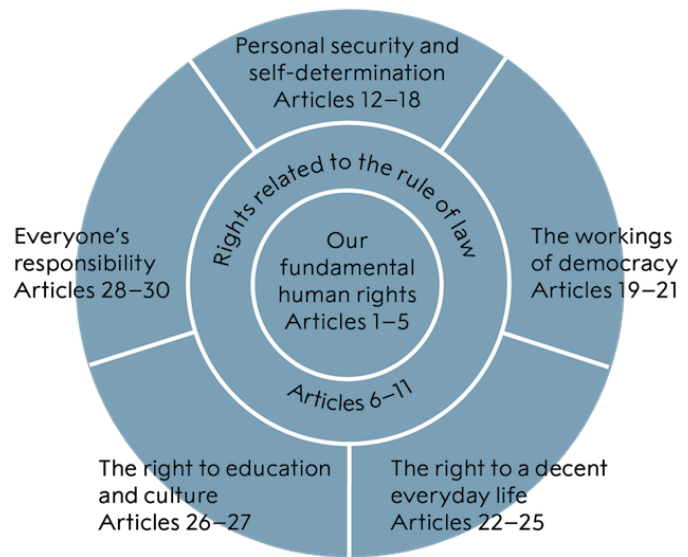 Personal security and
self-determination
Articles 12–18
Rights related to the rule of law
Our
fundamental
human rights
Articles 1–5
Articles 6–11
Everyone's
responsibility
Articles 28–30
The workings
of democracy
Articles 19–21
The right to education
and culture
Articles 26–27
The right to a decent
everyday life
Articles 22–25